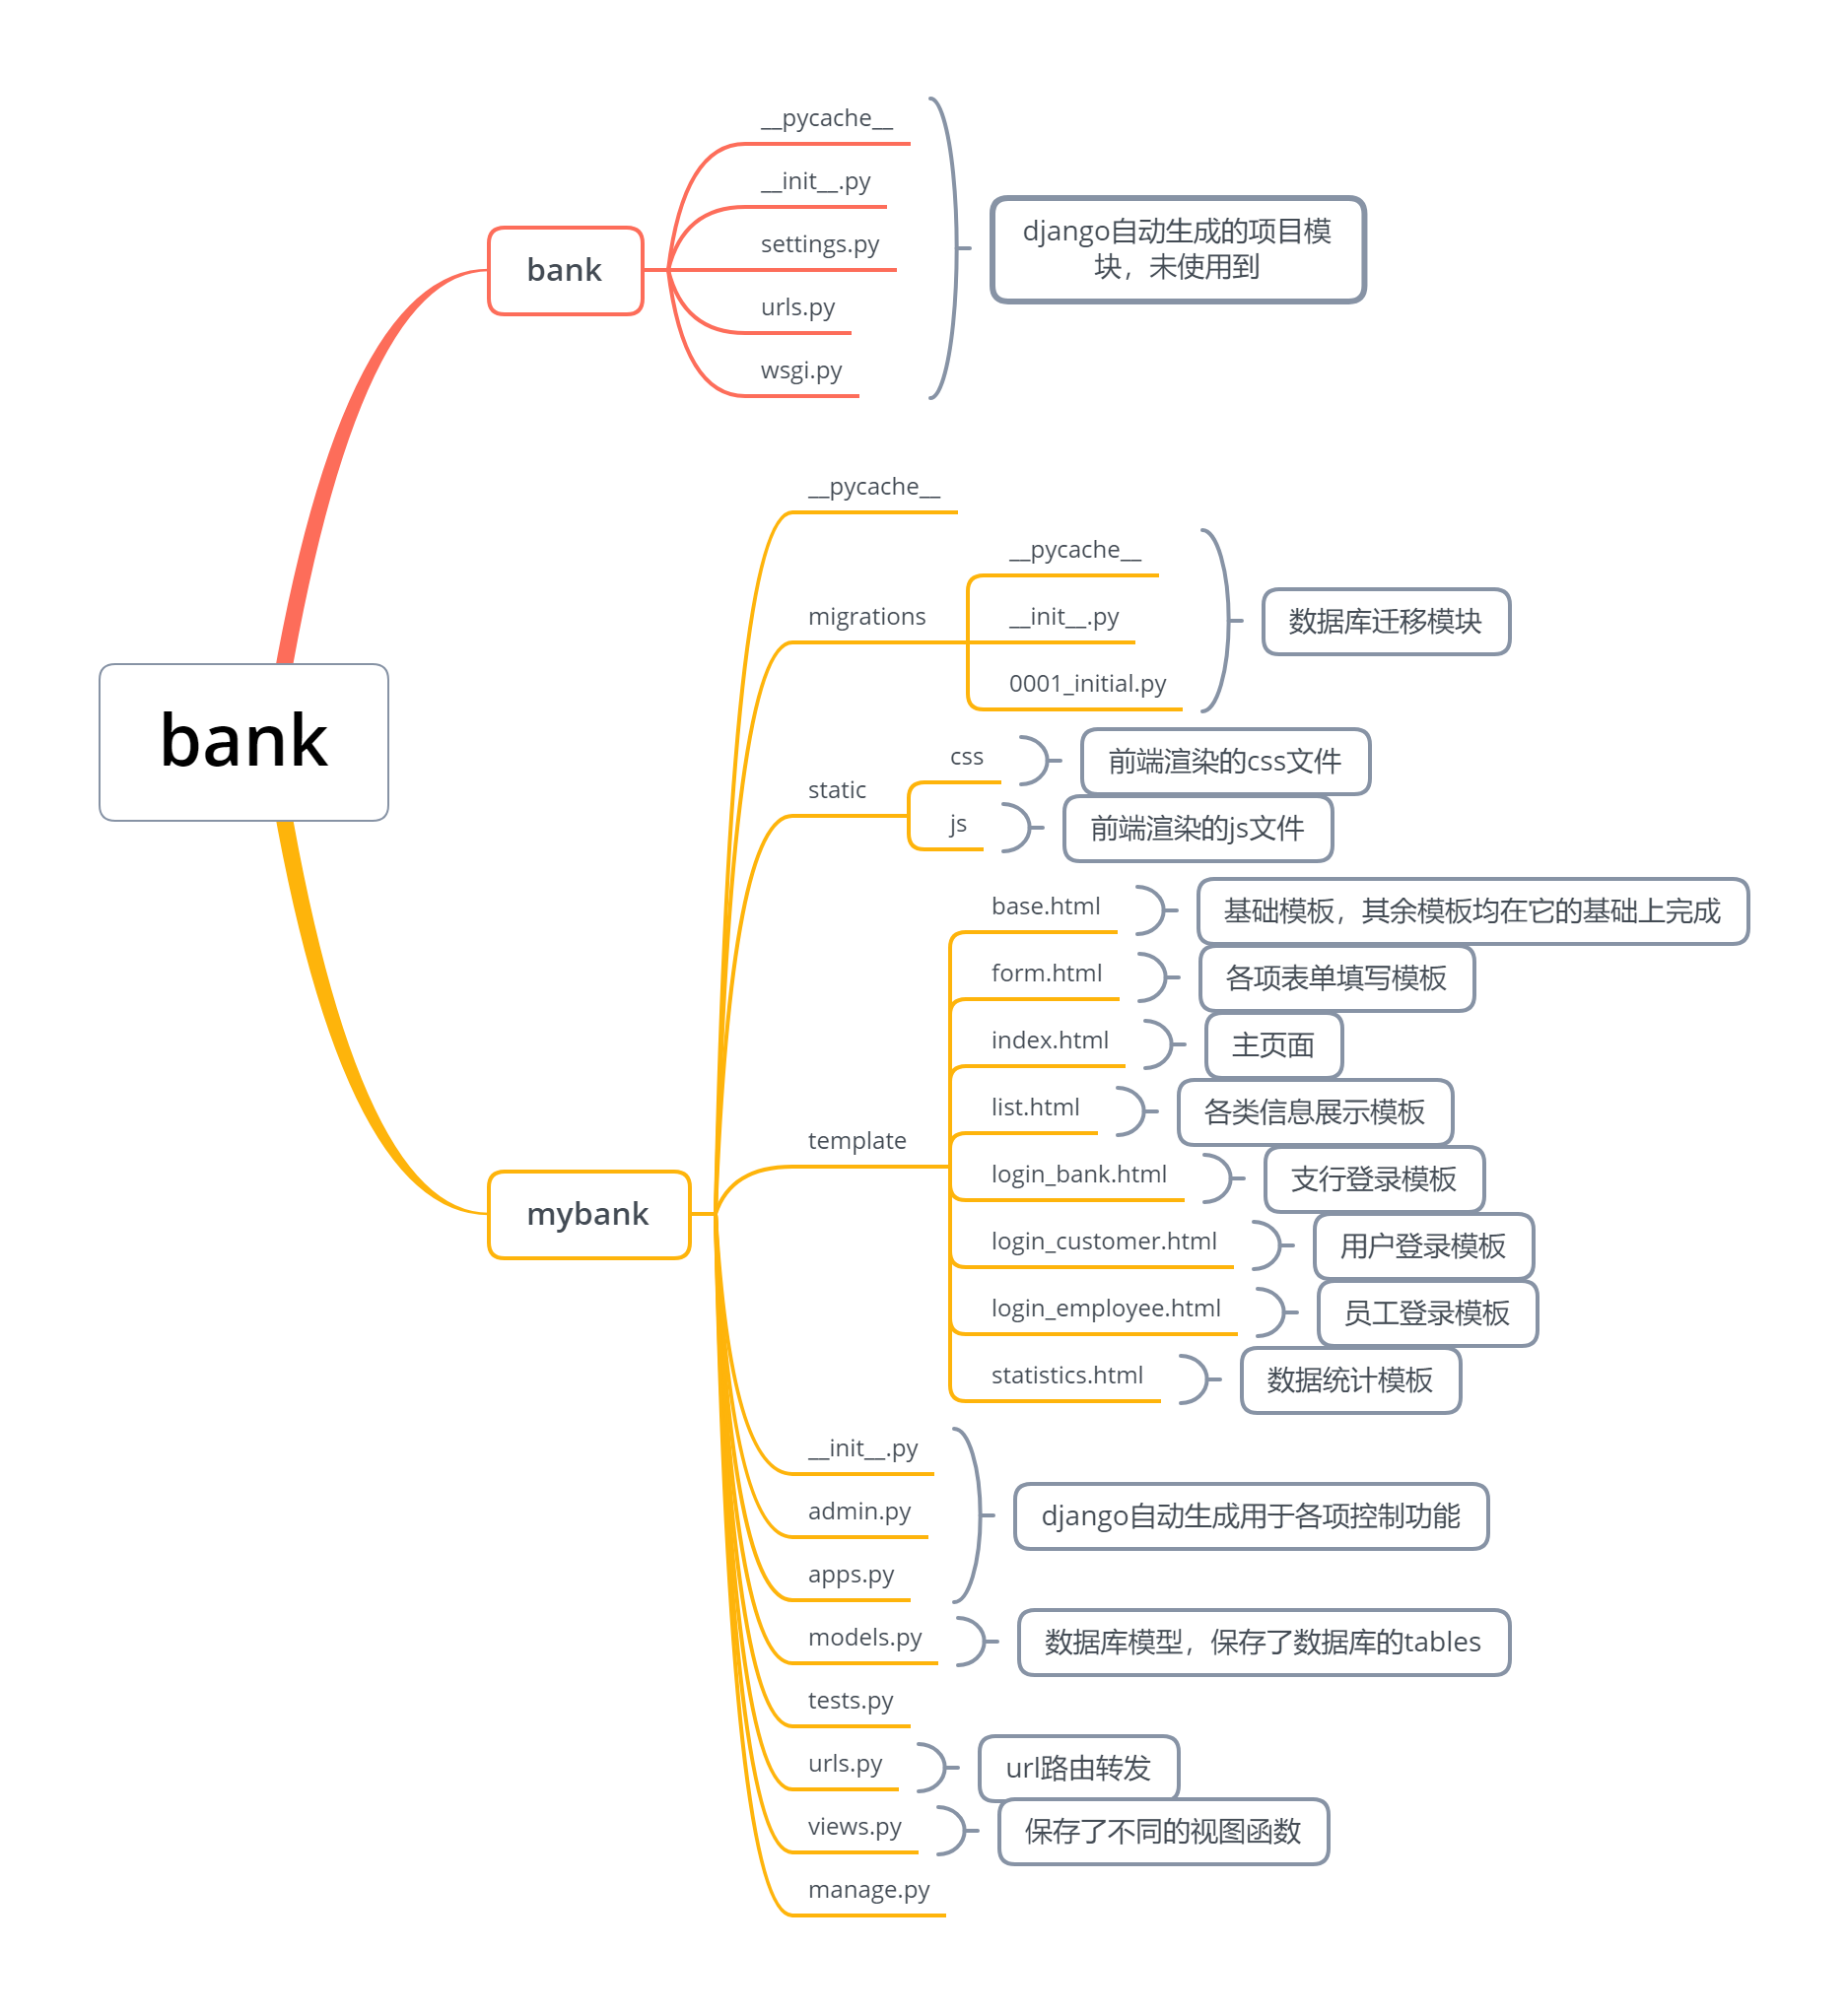 bank
bank
__pycache__
__init__.py
settings.py
urls.py
wsgi.py
django自动生成的项目模
块，未使用到
mybank
__pycache__
migrations
__pycache__
__init__.py
0001_initial.py
数据库迁移模块
static
css
前端渲染的css文件
js
前端渲染的js文件
template
base.html
基础模板，其余模板均在它的基础上完成
form.html
各项表单填写模板
index.html
主页面
list.html
各类信息展示模板
login_bank.html
支行登录模板
login_customer.html
用户登录模板
login_employee.html
员工登录模板
statistics.html
数据统计模板
__init__.py
admin.py
apps.py
django自动生成用于各项控制功能
models.py
数据库模型，保存了数据库的tables
tests.py
urls.py
url路由转发
views.py
保存了不同的视图函数
manage.py